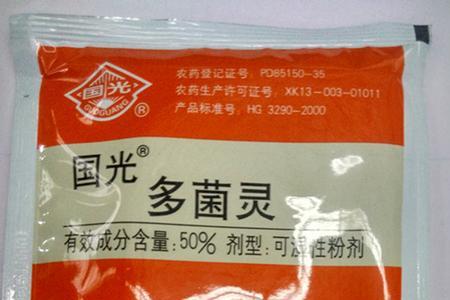 农药登记证号：PD85150-35
农药生产许可证号：XK13-003-01011
产品标准号：HG 3290-2000
国光
GUOGUANG
®
国光®
多菌灵
有效成分含量：50% 剂型：可湿性粉剂